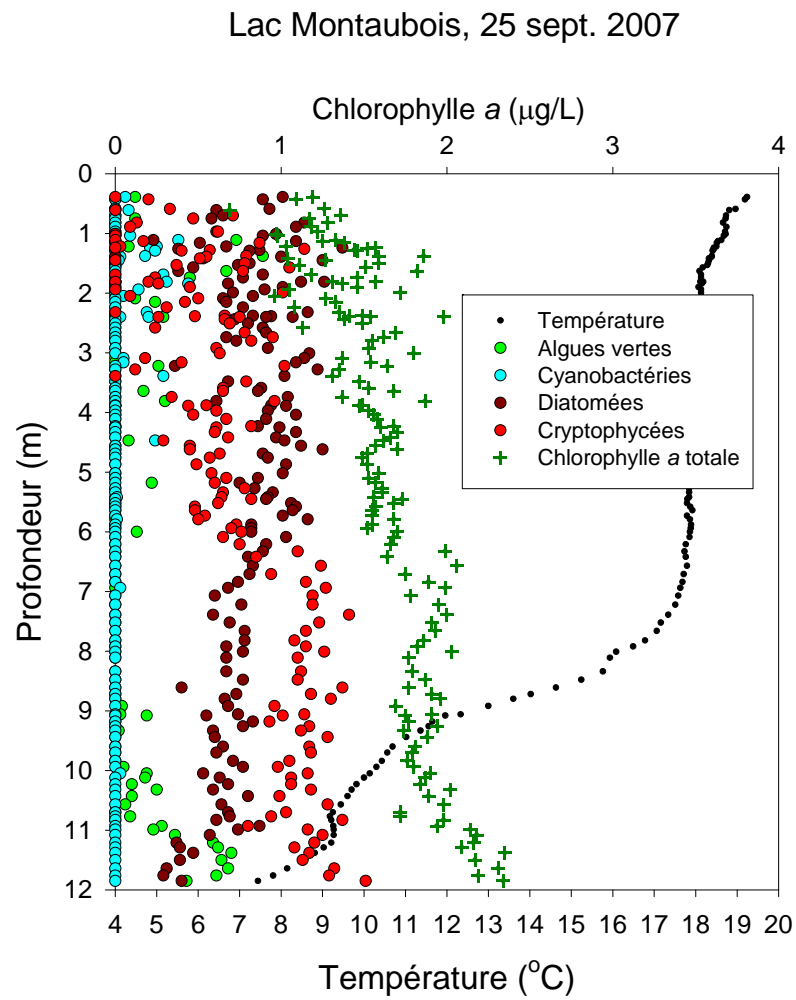 Lac Montaubois, 25 sept. 2007
Chlorophylle a (µg/L)
0 1 2 3 4
Profondeur (m)
0
1
2
3
4
5
6
7
8
9
10
11
12
Température
Algues vertes
Cyanobactéries
Diatomées
Cryptophycées
Chlorophylle a totale
4 5 6 7 8 9 10 11 12 13 14 15 16 17 18 19 20
Température (°C)